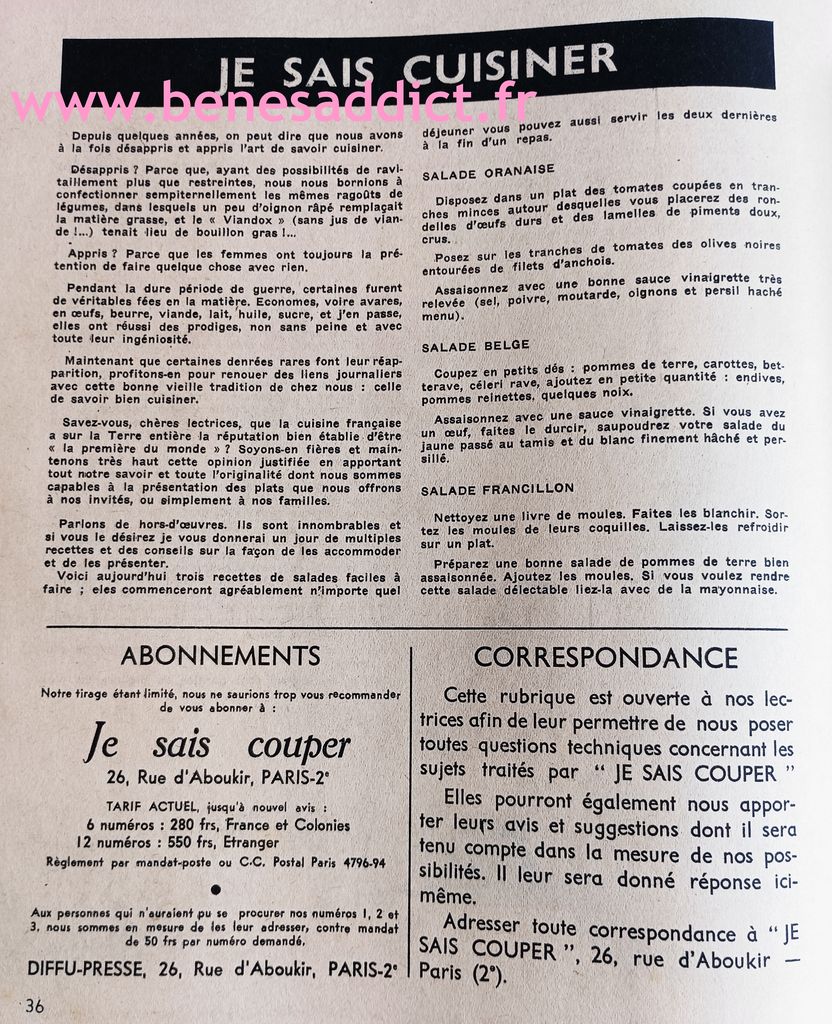 JE SAIS CUISINER
www.benesaddict.fr
Depuis quelques années, on peut dire que nous avons
à la fois désappris et appris l'art de savoir cuisiner.
Désappris ? Parce que, ayant des possibilités de ravi-
taillement plus que restreintes, nous nous bornions à
confectionner sempiternellement les mêmes ragoûts de
légumes, dans lesquels un peu d'oignon râpé remplaçait
la matière grasse, et le « Viandox » (sans jus de vian-
de !...) tenait lieu de bouillon gras !...
Appris ? Parce que les femmes ont toujours la pré-
tention de faire quelque chose avec rien.
Pendant la dure période de guerre, certaines furent
de véritables fées en la matière. Economes, voire avares,
en œufs, beurre, viande, lait, huile, sucre, et j'en passe,
elles ont réussi des prodiges, non sans peine et avec
toute leur ingéniosité.
Maintenant que certaines denrées rares font leur réap-
parition, profitons-en pour renouer des liens journaliers
avec cette bonne vieille tradition de chez nous : celle
de savoir bien cuisiner.
Savez-vous, chères lectrices, que la cuisine française
a sur la Terre entière la réputation bien établie d'être
« la première du monde » ? Soyons-en fières et main-
tenons très haut cette opinion justifiée en apportant
tout notre savoir et toute l'originalité dont nous sommes
capables à la présentation des plats que nous offrons
à nos invités, ou simplement à nos familles.
Parlons de hors-d'œuvres. Ils sont innombrables et
si vous le désirez je vous donnerai un jour de multiples
recettes et des conseils sur la façon de les accommoder
et de les présenter.
Voici aujourd'hui trois recettes de salades faciles à
faire ; eles commenceront agréablement n'importe quel
déjeuner vous pouvez aussi servir les deux dernières
à la fin d'un repas.
SALADE ORANAISE
Disposez dans un plat des tomates coupées en tran-
ches minces autour desquelles vous placerez des ron-
delles d'œufs durs et des lamelles de piments doux,
crus.
Posez sur les tranches de tomates des olives noires
entourées de filets d'anchois.
Assaisonnez avec une bonne sauce vinaigrette très
relevée (sel, poivre, moutarde, oignons et persil haché
menu).
SALADE BELGE
Coupez en petits dés : pommes de terre, carottes, bet-
terave, céleri rave, ajoutez en petite quantité : endives,
pommes reinettes, quelques noix.
Assaisonnez avec une sauce vinaigrette. Si vous avez
un œuf, faites le durcir, saupoudrez votre salade du
jaune passé au tamis et du blanc finement hâché et per-
sillé.
SALADE FRANCILLON
Nettoyez une livre de moules. Faites les blanchir. Sor-
tez les moules de leurs coquilles. Laissez-les refroidir
sur un plat.
Préparez une bonne salade de pommes de terre bien
assaisonnée. Ajoutez les moules. Si vous voulez rendre
cette salade délectable liez-la avec de la mayonnaise.
ABONNEMENTS
Notre tirage étant limité, nous ne saurions trop vous recommander
de vous abonner à :
Je sais couper
26, Rue d'Aboukir, PARIS-2e
TARIF ACTUEL, jusqu'à nouvel avis :
6 numéros : 280 frs, France et Colonies
12 numéros : 550 frs, Etranger
Règlement par mandat-poste ou C.C. Postal Paris 4796-94
Aux personnes qui n'auraient pu se procurer nos numéros 1, 2 et
3, nous sommes en mesure de les leur adresser, contre mandat
de 50 frs par numéro demandé.
DIFFU-PRESSE, 26, Rue d'Aboukir, PARIS-2e
CORRESPONDANCE
Cette rubrique est ouverte à nos lec-
trices afin de leur permettre de nous poser
toutes questions techniques concernant les
sujets traités par “ JE SAIS COUPER ”
Elles pourront également nous appor-
ter leurs avis et suggestions dont il sera
tenu compte dans la mesure de nos pos-
sibilités. Il leur sera donné réponse ici-
même.
Adresser toute correspondance à “ JE
SAIS COUPER ”, 26, rue d'Aboukir —
Paris (2°).
36